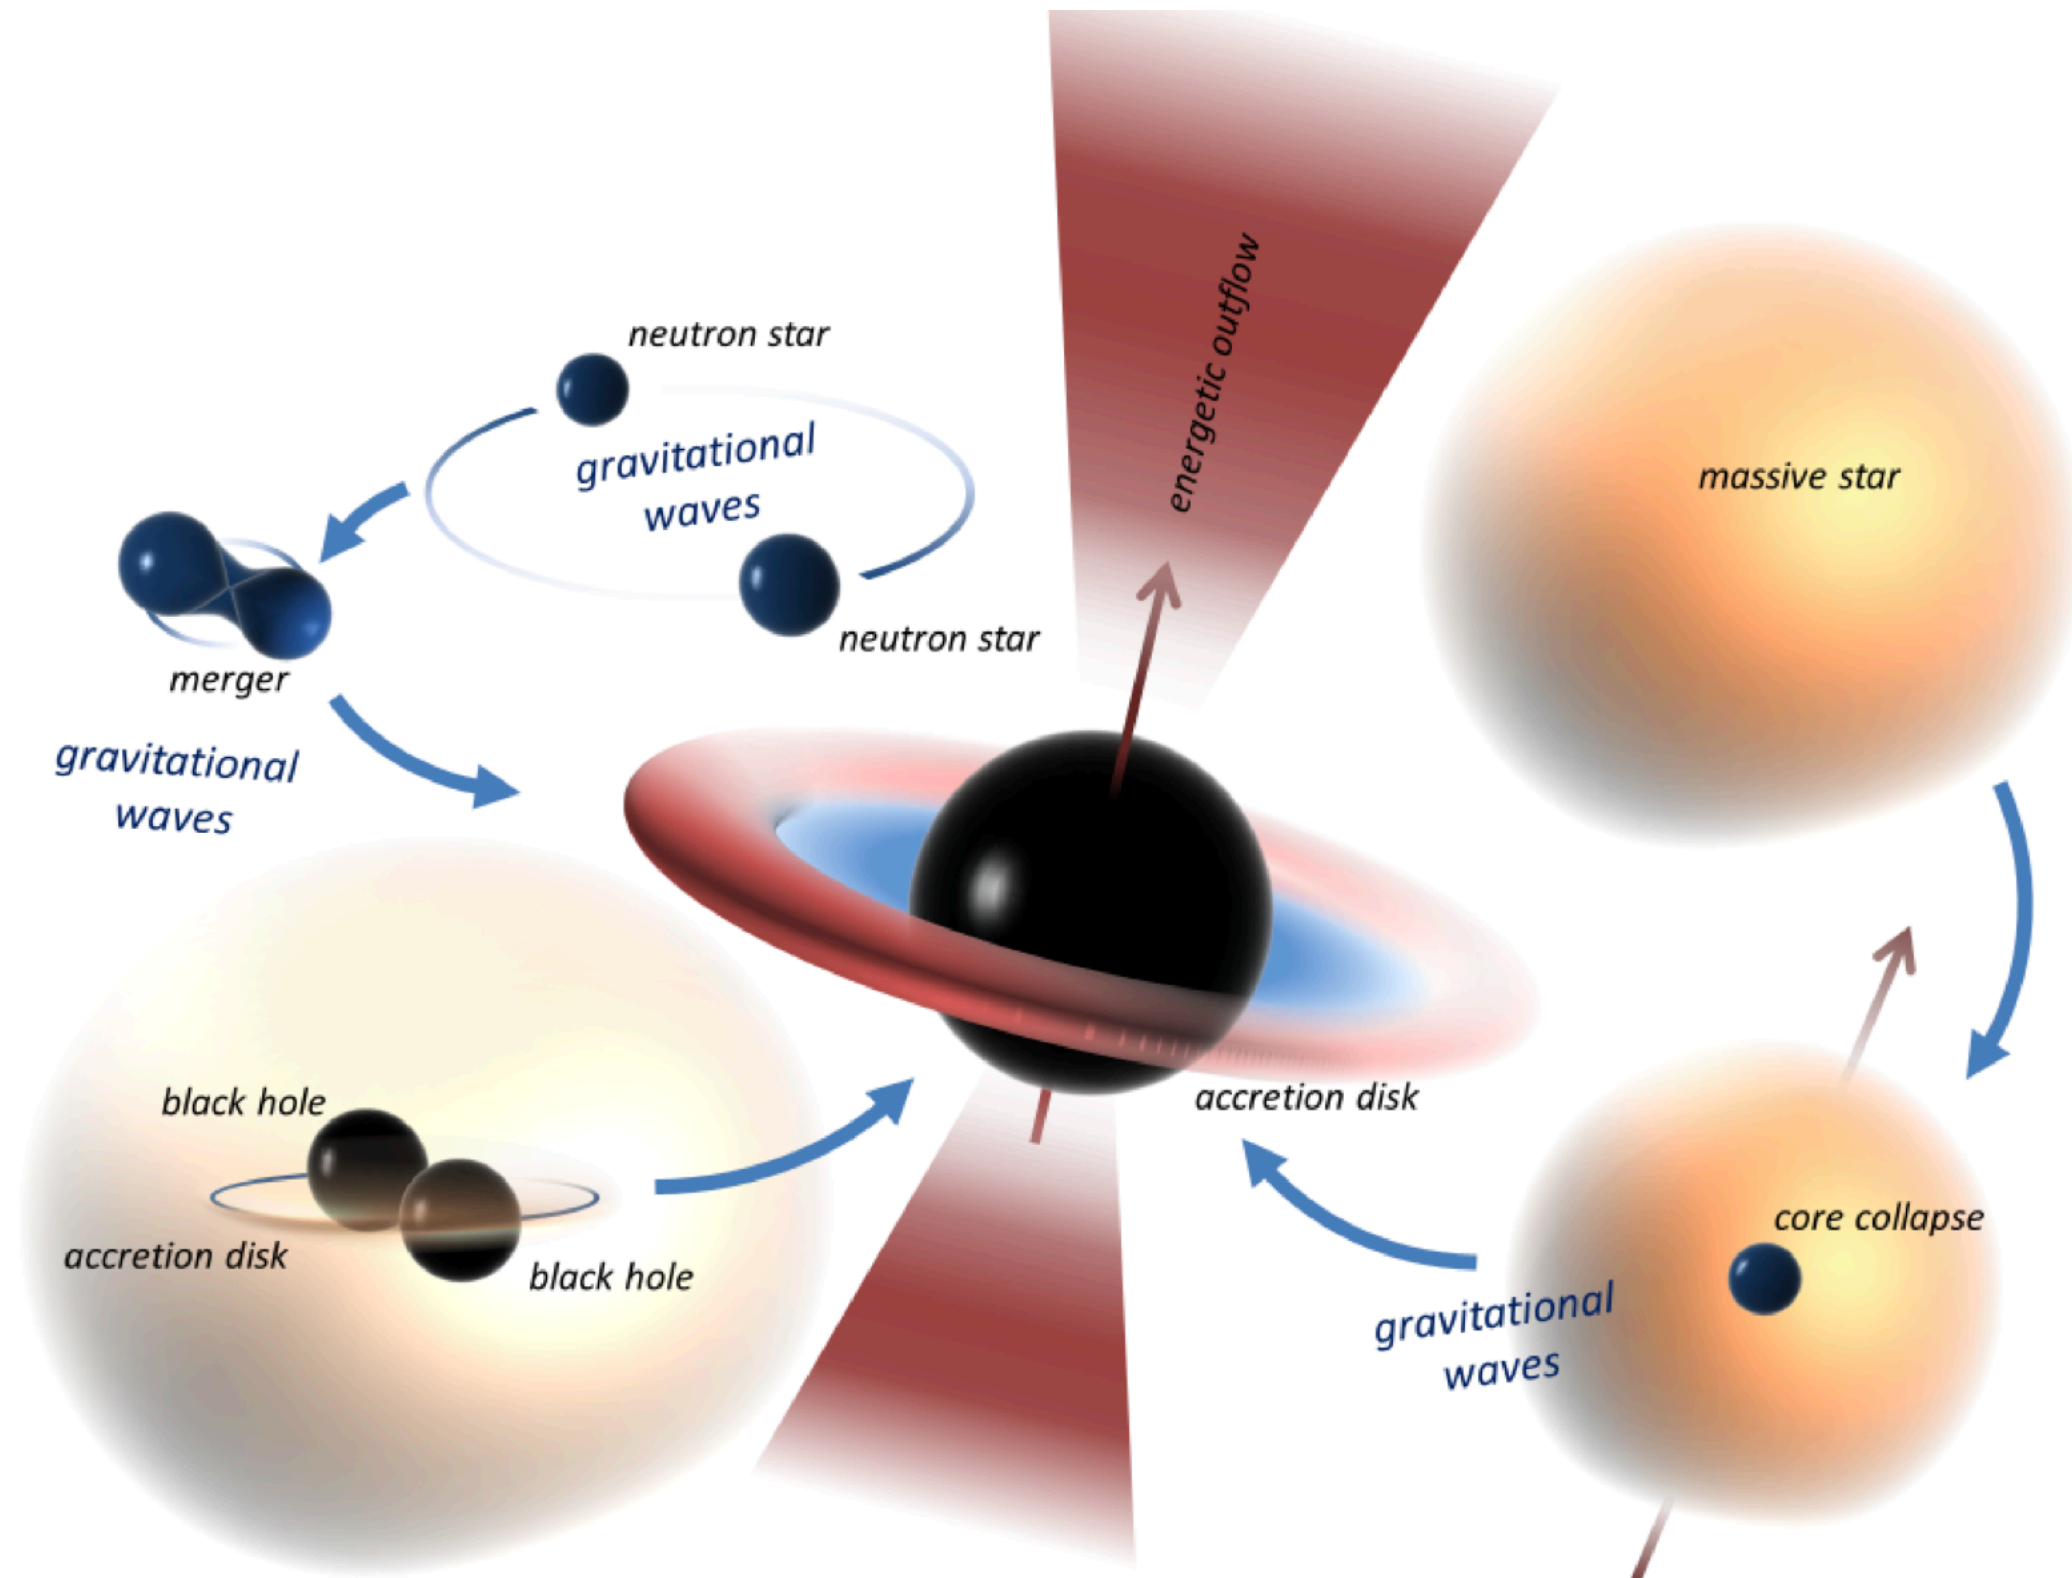 neutron star
gravitational
waves
neutron star
merger
gravitational
waves
energetic outflow
massive star
black hole
accretion disk
black hole
accretion disk
core collapse
gravitational
waves